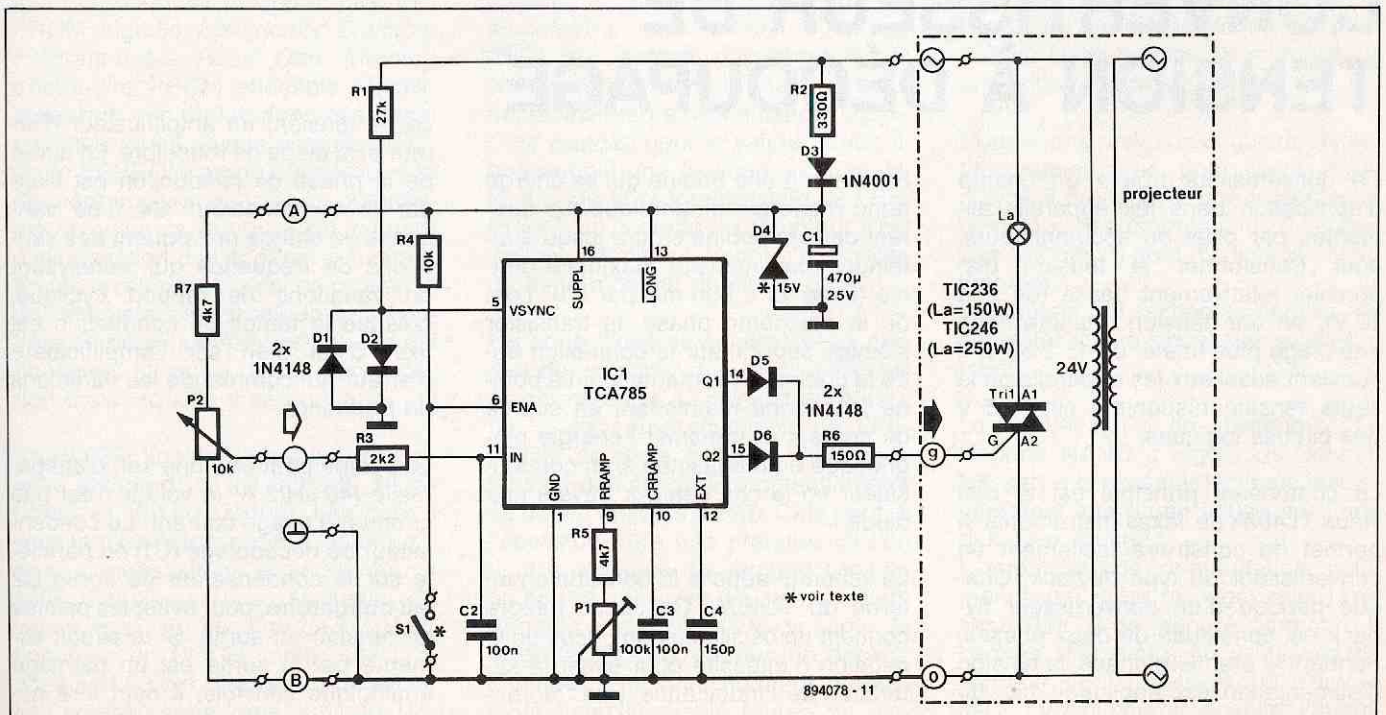 R1
27k
R2
330Ω
D3
1N4001
projecteur
A
R4
10k
16
13
SUPPL
LONG
D4
* 15V
C1
470µ
25V
La
R7
4k7
5
VSYNC
D1
D2
2x
1N4148
IC1
TCA785
TIC236
(La=150W)
TIC246
(La=250W)
24V
6
ENA
Q1
14
D5
2x
1N4148
Tri1
A1
P2
10k
R3
2k2
11
IN
Q2
15
D6
R6
150Ω
g
G
A2
GND
RRAMP
CRRAMP
CEXT
1
9
10
12
R5
4k7
* voir texte
S1
*
C2
100n
P1
100k
C3
100n
C4
150p
B
894078 - 11
0